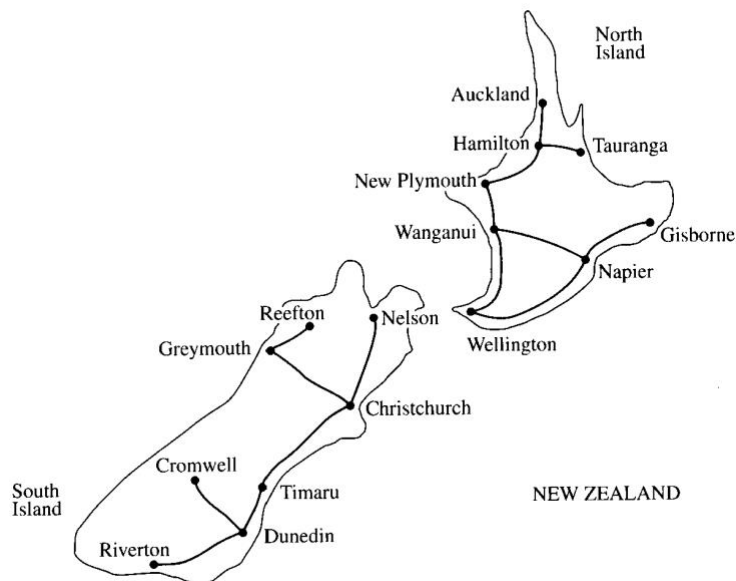 North
Island
Auckland
Hamilton
Tauranga
New Plymouth
Wanganui
Gisborne
Napier
Reefton
Nelson
Greymouth
Wellington
Christchurch
Cromwell
South
Island
Timaru
NEW ZEALAND
Dunedin
Riverton